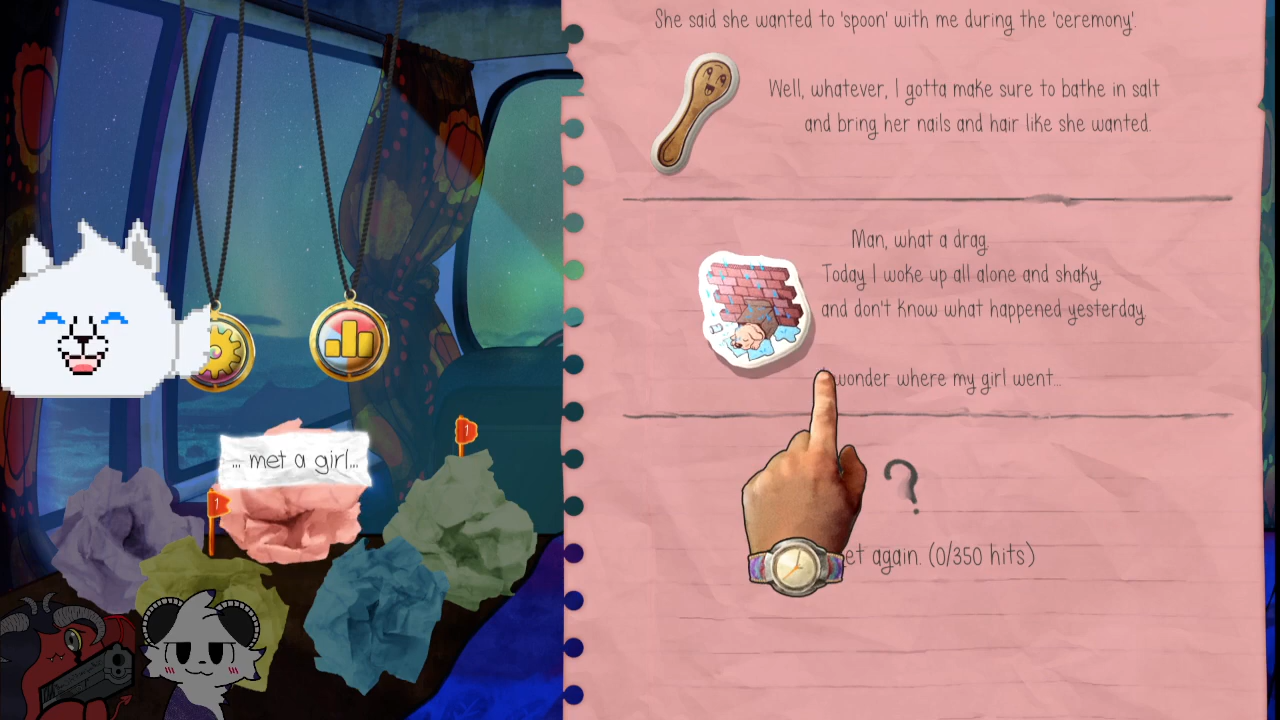 She said she wanted to 'spoon' with me during the 'ceremony'.
Well, whatever, I gotta make sure to bathe in salt
and bring her nails and hair like she wanted.
Man, what a drag.
Today I woke up all alone and shaky,
and don't know what happened yesterday.
wonder where my girl went...
?
again. (0/350 hits)
... met a girl...
1
1